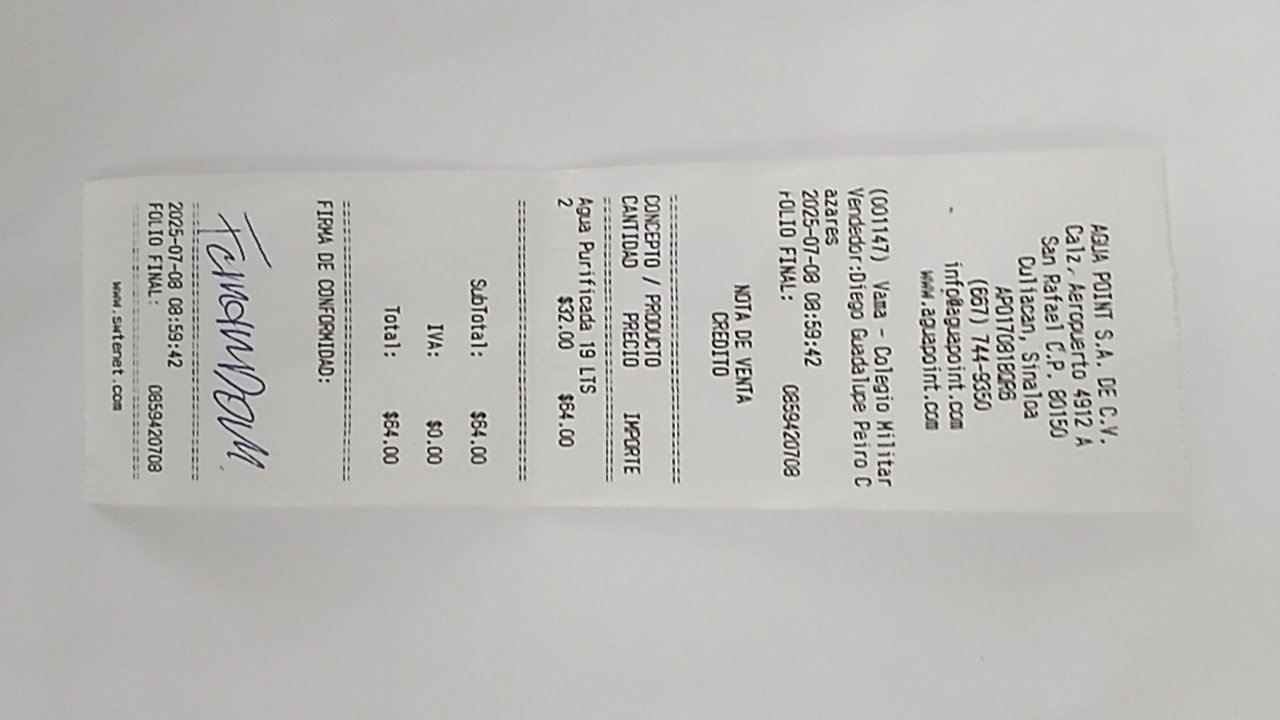 AGUA POINT S.A. DE C.V.
Calz. Aeropuerto 4912 A
San Rafael C.P. 80150
Culiacan, Sinaloa
APO170818QR6
(667) 744-9350
info@aguapoint.com
www.aguapoint.com
(001147) Vama - Colegio Militar
Vendedor:Diego Guadalupe Peiro C
azares
2025-07-08 08:59:42
FOLIO FINAL: 0859420708
NOTA DE VENTA
CREDITO
==============================
CONCEPTO / PRODUCTO
CANTIDAD PRECIO IMPORTE
==============================
Agua Purificada 19 LTS
2 $32.00 $64.00
==============================
SubTotal: $64.00
IVA: $0.00
Total: $64.00
==============================
FIRMA DE CONFORMIDAD:
==============================
2025-07-08 08:59:42
FOLIO FINAL: 0859420708
==============================
www.swtenet.com